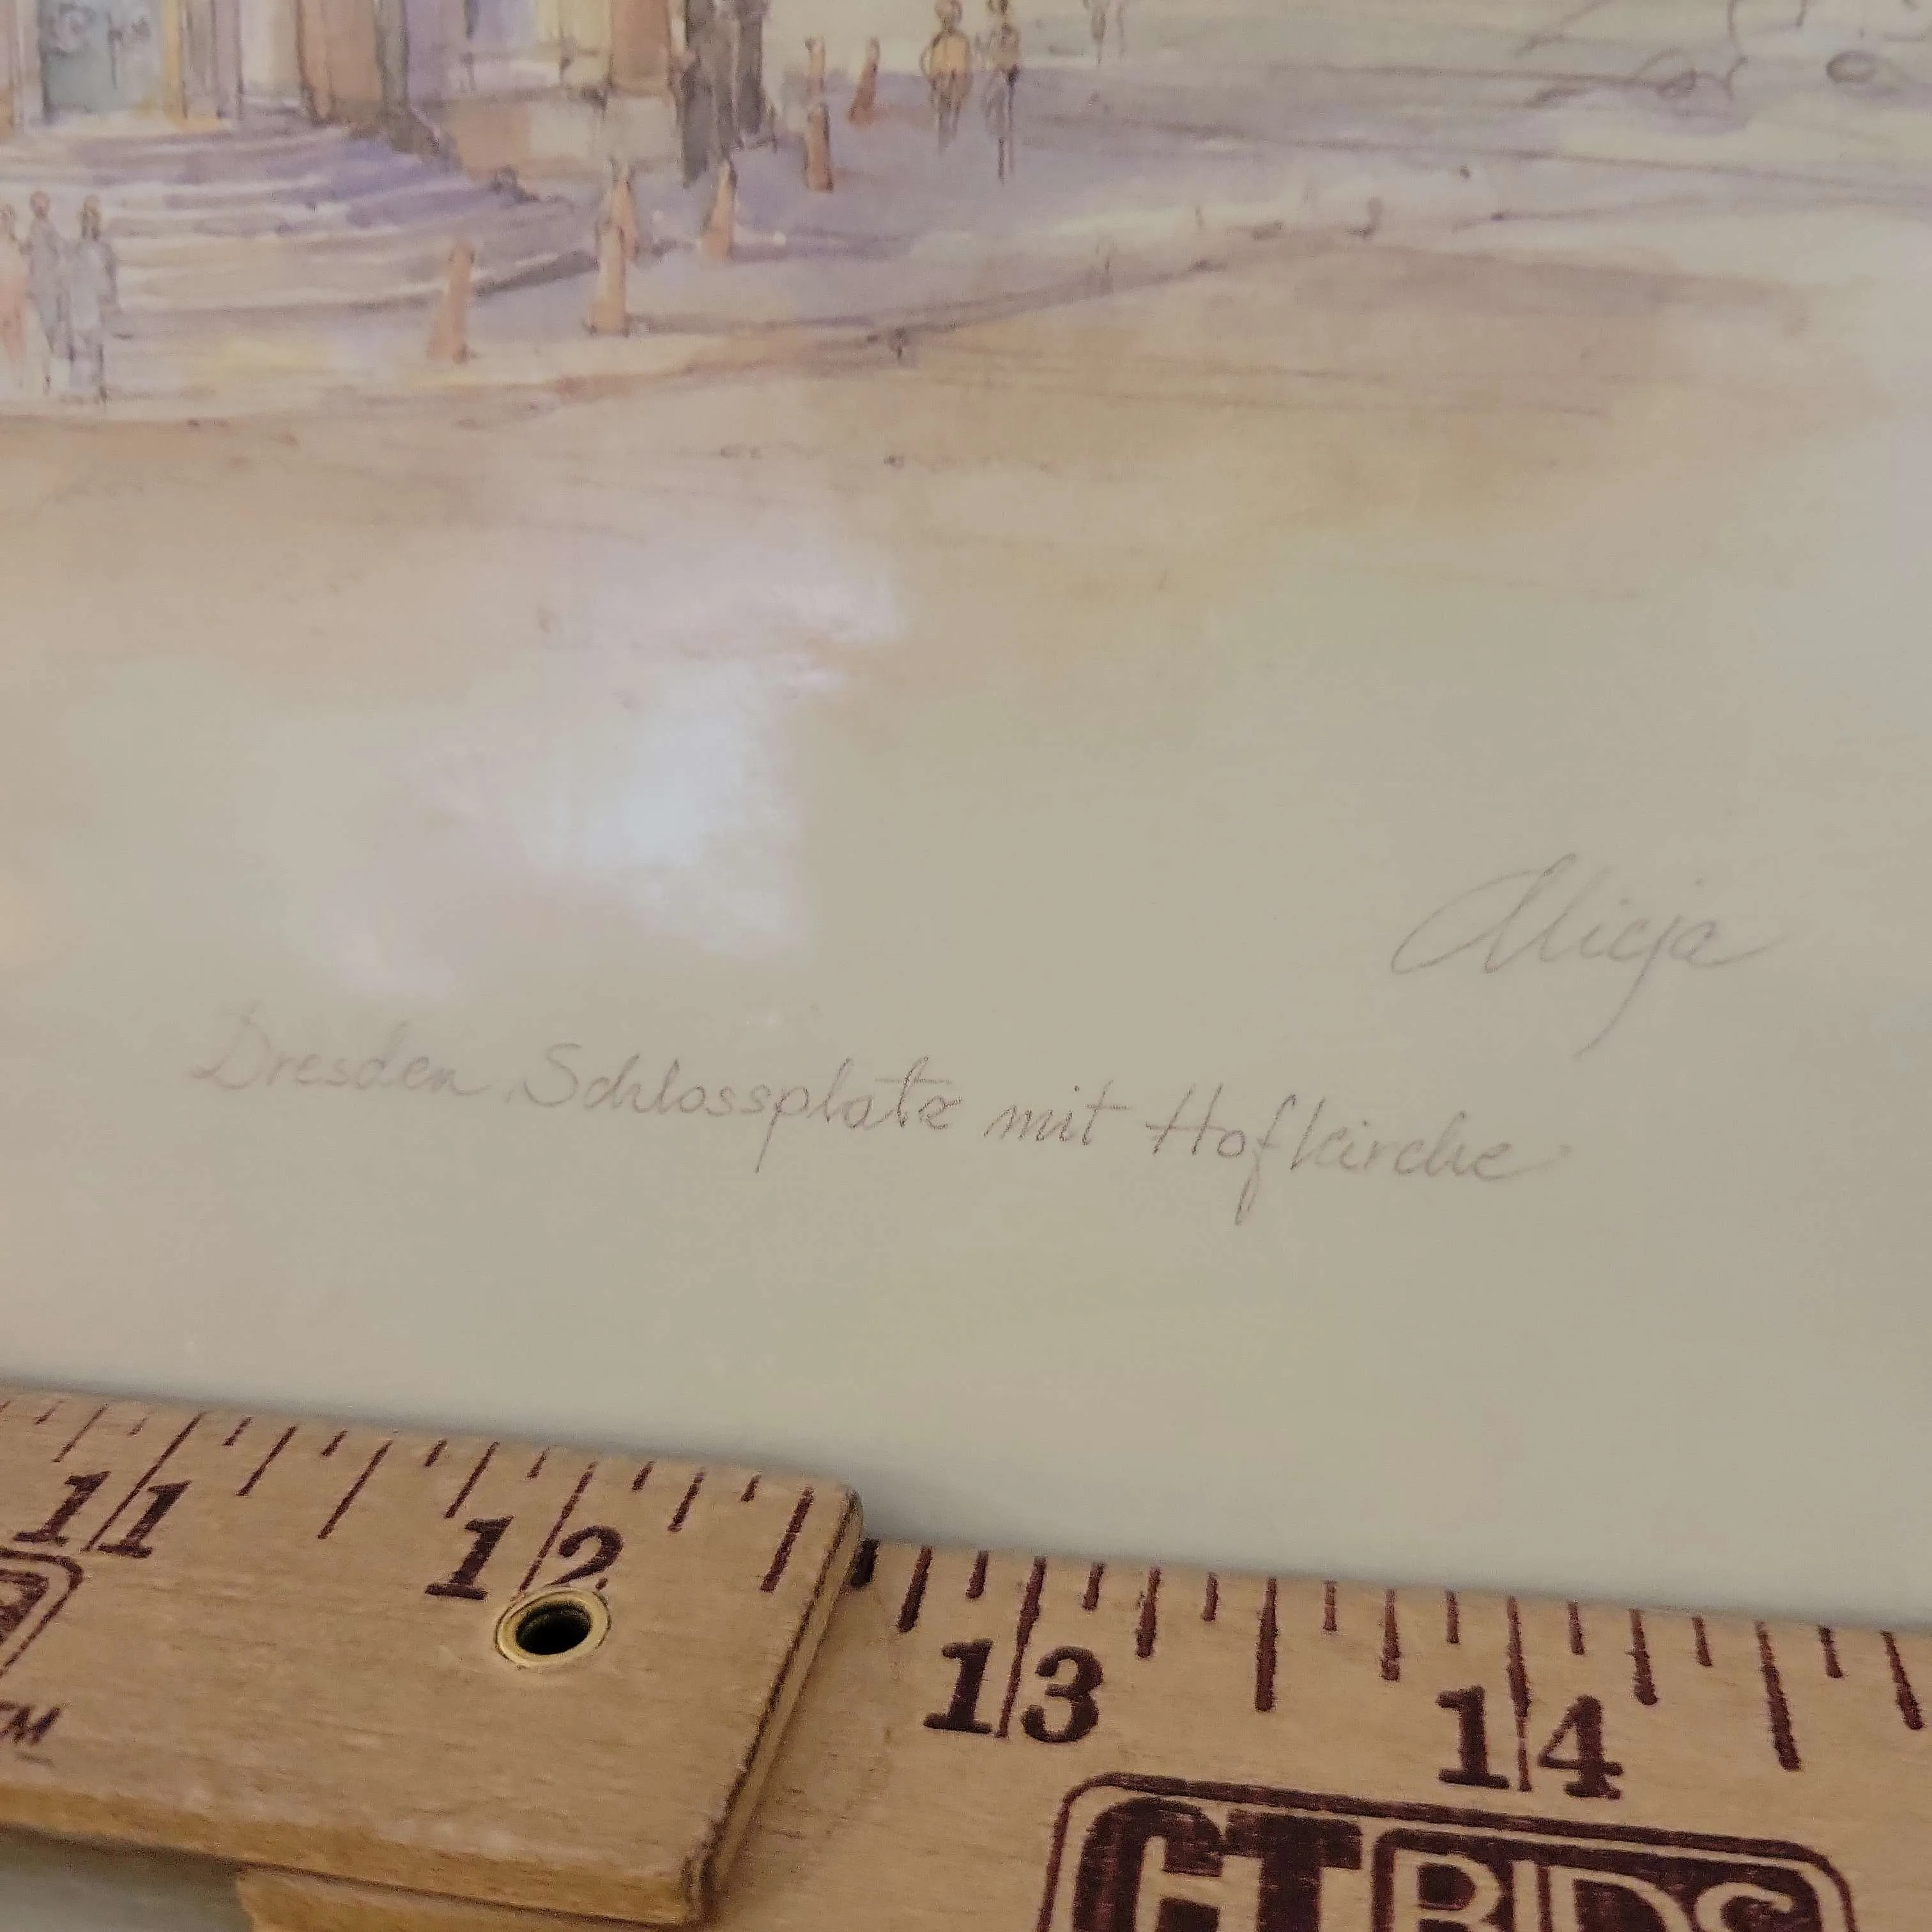 Alicja
Dresden Schlossplatz mit Hofkirche
11 12 13 14